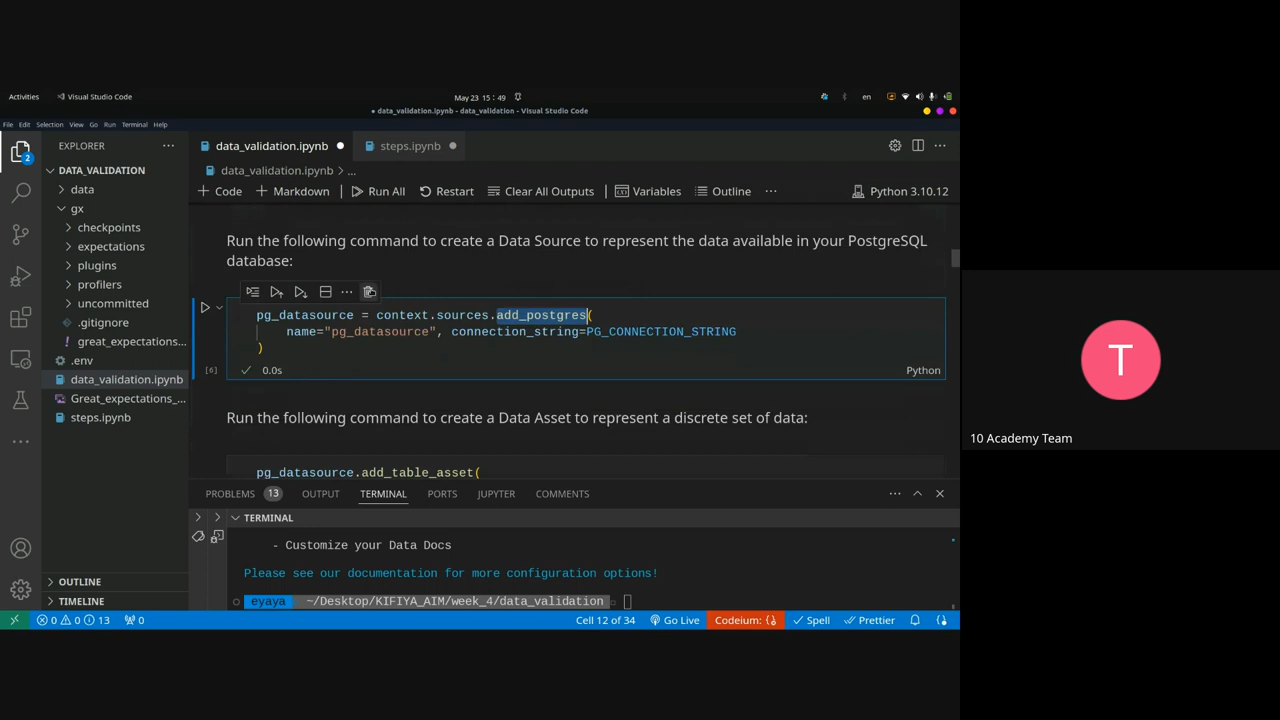 Activities
Visual Studio Code
May 23 15:49
en
data_validation.ipynb - data_validation - Visual Studio Code
File Edit Selection View Go Run Terminal Help
EXPLORER
data_validation.ipynb
steps.ipynb
DATA_VALIDATION
data_validation.ipynb > ...
data
+ Code + Markdown Run All Restart Clear All Outputs Variables Outline ... Python 3.10.12
gx
checkpoints
expectations
plugins
profilers
uncommitted
.gitignore
great_expectations...
.env
data_validation.ipynb
Great_expectations_...
steps.ipynb
OUTLINE
TIMELINE
2
Run the following command to create a Data Source to represent the data available in your PostgreSQL
database:
pg_datasource = context.sources.add_postgres(
name="pg_datasource", connection_string=PG_CONNECTION_STRING
)
[6] 0.0s Python
Run the following command to create a Data Asset to represent a discrete set of data:
pg_datasource.add_table_asset(
PROBLEMS 13 OUTPUT TERMINAL PORTS JUPYTER COMMENTS
TERMINAL
- Customize your Data Docs
Please see our documentation for more configuration options!
eyaya ~/Desktop/KIFIYA_AIM/week_4/data_validation
0 0 13 0 Cell 12 of 34 Go Live Codeium: {} Spell Prettier
T
10 Academy Team